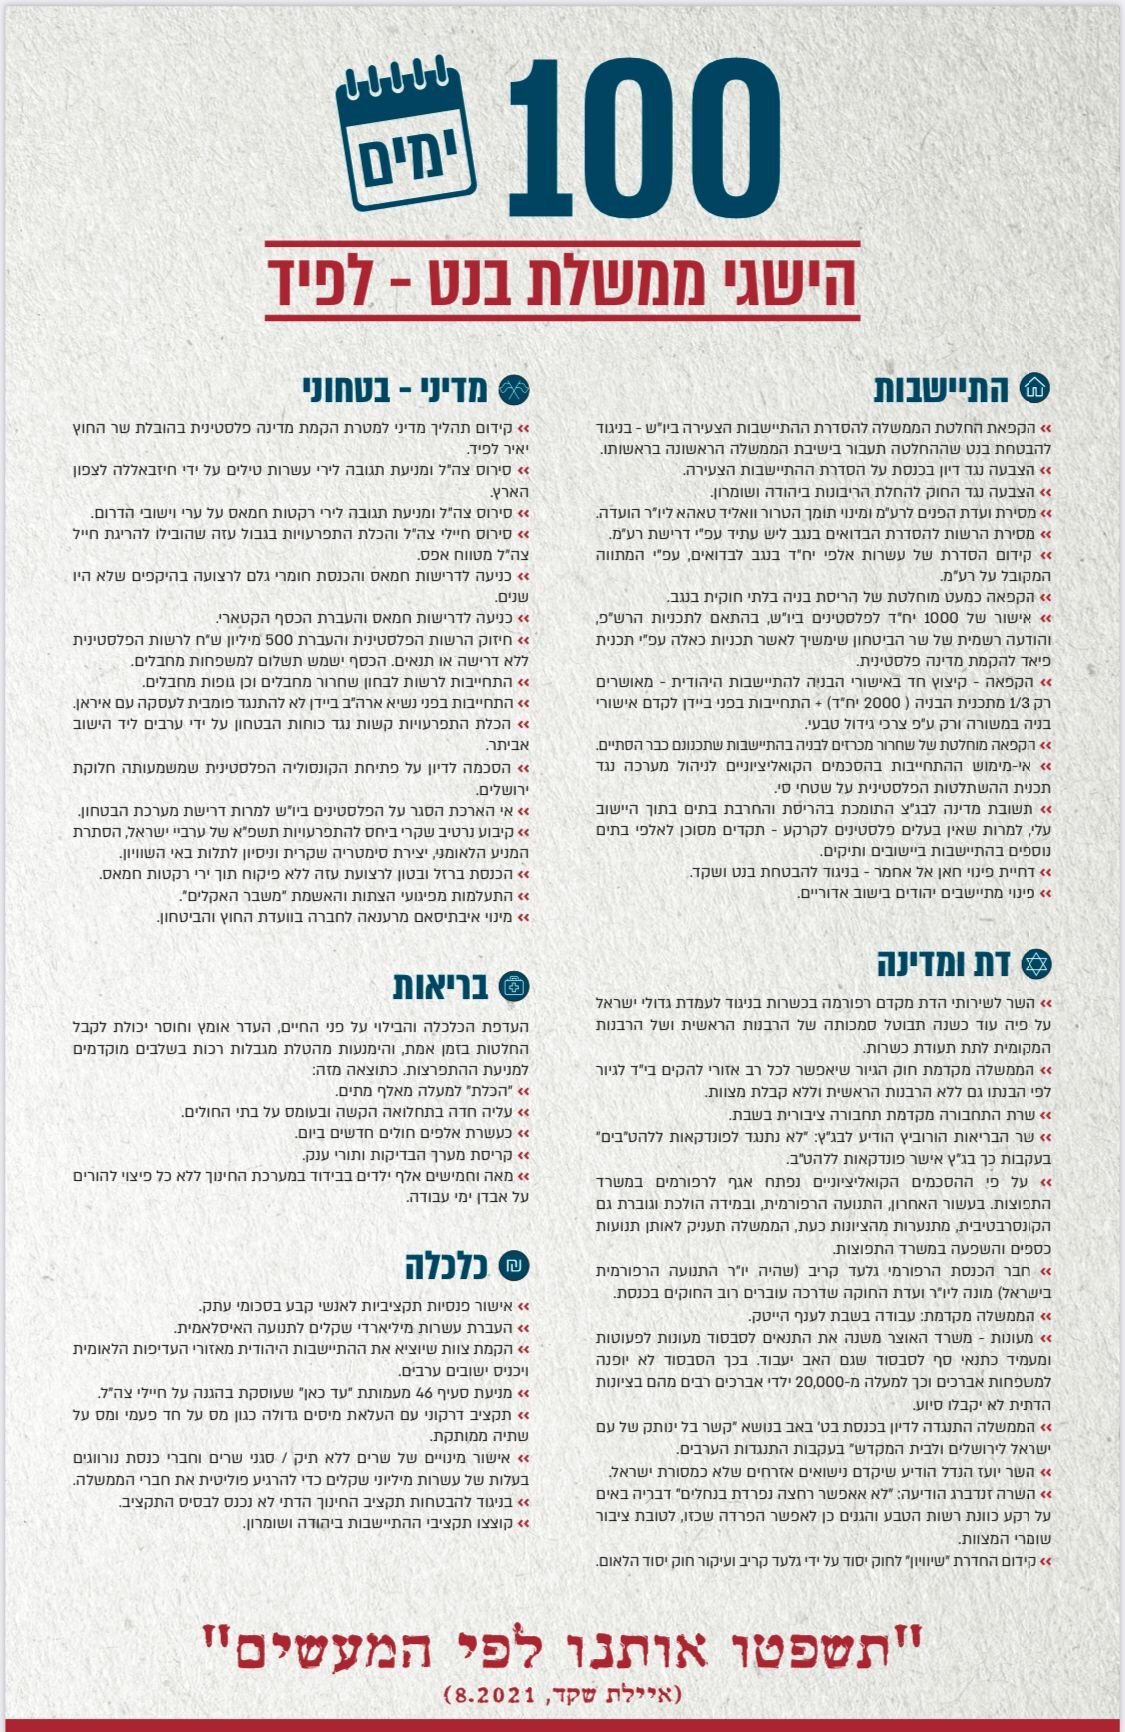 100
ימים
הישגי ממשלת בנט - לפיד
התיישבות
›› הקפאת החלטת הממשלה להסדרת ההתיישבות הצעירה ביו"ש - בניגוד
להבטחת בנט שההחלטה תעבור בישיבת הממשלה הראשונה בראשותו.
›› הצבעה נגד דיון בכנסת על הסדרת ההתיישבות הצעירה.
›› הצבעה נגד החוק להחלת הריבונות ביהודה ושומרון.
›› מסירת ועדת הפנים לרע"מ ומינוי תומך הטרור וואליד טאהא ליו"ר הועדה.
›› מסירת הרשות להסדרת הבדואים בנגב ליש עתיד עפ"י דרישת רע"מ.
›› קידום הסדרת של עשרות אלפי יח"ד בנגב לבדואים, עפ"י המתווה
המקובל על רע"מ.
›› הקפאה כמעט מוחלטת של הריסת בניה בלתי חוקית בנגב.
›› אישור של 1000 יח"ד לפלסטינים ביו"ש, בהתאם לתכניות הרש"פ,
והודעה רשמית של שר הביטחון שימשיך לאשר תכניות כאלה עפ"י תכנית
פיאד להקמת מדינה פלסטינית.
›› הקפאה - קיצוץ חד באישורי הבניה להתיישבות היהודית - מאושרים
רק 1/3 מתכנית הבניה ( 2000 יח"ד) + התחייבות בפני ביידן לקדם אישורי
בניה במשורה ורק ע"פ צרכי גידול טבעי.
›› הקפאה מוחלטת של שחרור מכרזים לבניה בהתיישבות שתכנונם כבר הסתיים.
›› אי-מימוש ההתחייבות בהסכמים הקואליציוניים לניהול מערכה נגד
תכנית ההשתלטות הפלסטינית על שטחי סי.
›› תשובת מדינה לבג"צ התומכת בהריסת והחרבת בתים בתוך היישוב
עלי, למרות שאין בעלים פלסטינים לקרקע - תקדים מסוכן לאלפי בתים
נוספים בהתיישבות ביישובים ותיקים.
›› דחיית פינוי חאן אל אחמר - בניגוד להבטחת בנט ושקד.
›› פינוי מתיישבים יהודים בישוב אדוריים.
דת ומדינה
›› השר לשירותי הדת מקדם רפורמה בכשרות בניגוד לעמדת גדולי ישראל
על פיה עוד כשנה תבוטל סמכותה של הרבנות הראשית ושל הרבנות
המקומית לתת תעודת כשרות.
›› הממשלה מקדמת חוק הגיור שיאפשר לכל רב אזורי להקים בי"ד לגיור
לפי הבנתו גם ללא הרבנות הראשית וללא קבלת מצוות.
›› שרת התחבורה מקדמת תחבורה ציבורית בשבת.
›› שר הבריאות הורוביץ הודיע לבג"ץ: "לא נתנגד לפונדקאות ללהט"בים"
בעקבות כך בג"ץ אישר פונדקאות ללהט"ב.
›› על פי ההסכמים הקואליציוניים נפתח אגף לרפורמים במשרד
התפוצות. בעשור האחרון, התנועה הרפורמית, ובמידה הולכת וגוברת גם
הקונסרבטיבית, מתנערות מהציונות כעת, הממשלה תעניק לאותן תנועות
כספים והשפעה במשרד התפוצות.
›› חבר הכנסת הרפורמי גלעד קריב (שהיה יו"ר התנועה הרפורמית
בישראל) מונה ליו"ר ועדת החוקה שדרכה עוברים רוב החוקים בכנסת.
›› הממשלה מקדמת: עבודה בשבת לענף הייטק.
›› מעונות - משרד האוצר משנה את התנאים לסבסוד מעונות לפעוטות
ומעמיד כתנאי סף לסבסוד שגם האב יעבוד. בכך הסבסוד לא יופנה
למשפחות אברכים וכך למעלה מ-20,000 ילדי אברכים רבים מהם בציונות
הדתית לא יקבלו סיוע.
›› הממשלה התנגדה לדיון בכנסת בט' באב בנושא "קשר בל ינותק של עם
ישראל לירושלים ולבית המקדש" בעקבות התנגדות הערבים.
›› השר יועז הנדל הודיע שיקדם נישואים אזרחים שלא כמסורת ישראל.
›› השרה זנדברג הודיעה: "לא אאפשר רחצה נפרדת בנחלים" דבריה באים
על רקע כוונת רשות הטבע והגנים כן לאפשר הפרדה שכזו, לטובת ציבור
שומרי המצוות.
›› קידום החדרת "שיוויון" לחוק יסוד על ידי גלעד קריב ועיקור חוק יסוד הלאום.
מדיני - בטחוני
›› קידום תהליך מדיני למטרת הקמת מדינה פלסטינית בהובלת שר החוץ
יאיר לפיד.
›› סירוס צה"ל ומניעת תגובה לירי עשרות טילים על ידי חיזבאללה לצפון
הארץ.
›› סירוס צה"ל ומניעת תגובה לירי רקטות חמאס על ערי וישובי הדרום.
›› סירוס חיילי צה"ל והכלת התפרעויות בגבול עזה שהובילו להריגת חייל
צה"ל מטווח אפס.
›› כניעה לדרישות חמאס והכנסת חומרי גלם לרצועה בהיקפים שלא היו
שנים.
›› כניעה לדרישות חמאס והעברת הכסף הקטארי.
›› חיזוק הרשות הפלסטינית והעברת 500 מיליון ש"ח לרשות הפלסטינית
ללא דרישה או תנאים. הכסף ישמש תשלום למשפחות מחבלים.
›› התחייבות לרשות לבחון שחרור מחבלים וכן גופות מחבלים.
›› התחייבות בפני נשיא ארה"ב ביידן לא להתנגד פומבית לעסקה עם איראן.
›› הכלת התפרעויות קשות נגד כוחות הבטחון על ידי ערבים ליד הישוב
אביתר.
›› הסכמה לדיון על פתיחת הקונסוליה הפלסטינית שמשמעותה חלוקת
ירושלים.
›› אי הארכת הסגר על הפלסטינים ביו"ש למרות דרישת מערכת הבטחון.
›› קיבוע נרטיב שקרי ביחס להתפרעויות תשפ"א של ערביי ישראל, הסתרת
המניע הלאומני, יצירת סימטריה שקרית וניסיון לתלות באי השוויון.
›› הכנסת ברזל ובטון לרצועת עזה ללא פיקוח תוך ירי רקטות חמאס.
›› התעלמות מפיגועי הצתות והאשמת "משבר האקלים".
›› מינוי איבתיסאם מרענאה לחברה בוועדת החוץ והביטחון.
בריאות
העדפת הכלכלה והבילוי על פני החיים, העדר אומץ וחוסר יכולת לקבל
החלטות בזמן אמת, והימנעות מהטלת מגבלות רכות בשלבים מוקדמים
למניעת ההתפרצות. כתוצאה מזה:
›› "הכלת" למעלה מאלף מתים.
›› עליה חדה בתחלואה הקשה ובעומס על בתי החולים.
›› כעשרת אלפים חולים חדשים ביום.
›› קריסת מערך הבדיקות ותורי ענק.
›› מאה וחמישים אלף ילדים בבידוד במערכת החינוך ללא כל פיצוי להורים
על אבדן ימי עבודה.
כלכלה
›› אישור פנסיות תקציביות לאנשי קבע בסכומי עתק.
›› העברת עשרות מיליארדי שקלים לתנועה האיסלאמית.
›› הקמת צוות שיוציא את ההתיישבות היהודית מאזורי העדיפות הלאומית
ויכניס ישובים ערבים.
›› מניעת סעיף 46 מעמותת "עד כאן" שעוסקת בהגנה על חיילי צה"ל.
›› תקציב דרקוני עם העלאת מיסים גדולה כגון מס על חד פעמי ומס על
שתיה ממותקת.
›› אישור מינויים של שרים ללא תיק / סגני שרים וחברי כנסת נורווגים
בעלות של עשרות מיליוני שקלים כדי להרגיע פוליטית את חברי הממשלה.
›› בניגוד להבטחות תקציב החינוך הדתי לא נכנס לבסיס התקציב.
›› קוצצו תקציבי ההתיישבות ביהודה ושומרון.
"תשפטו אותנו לפי המעשים"
(איילת שקד, 8.2021)